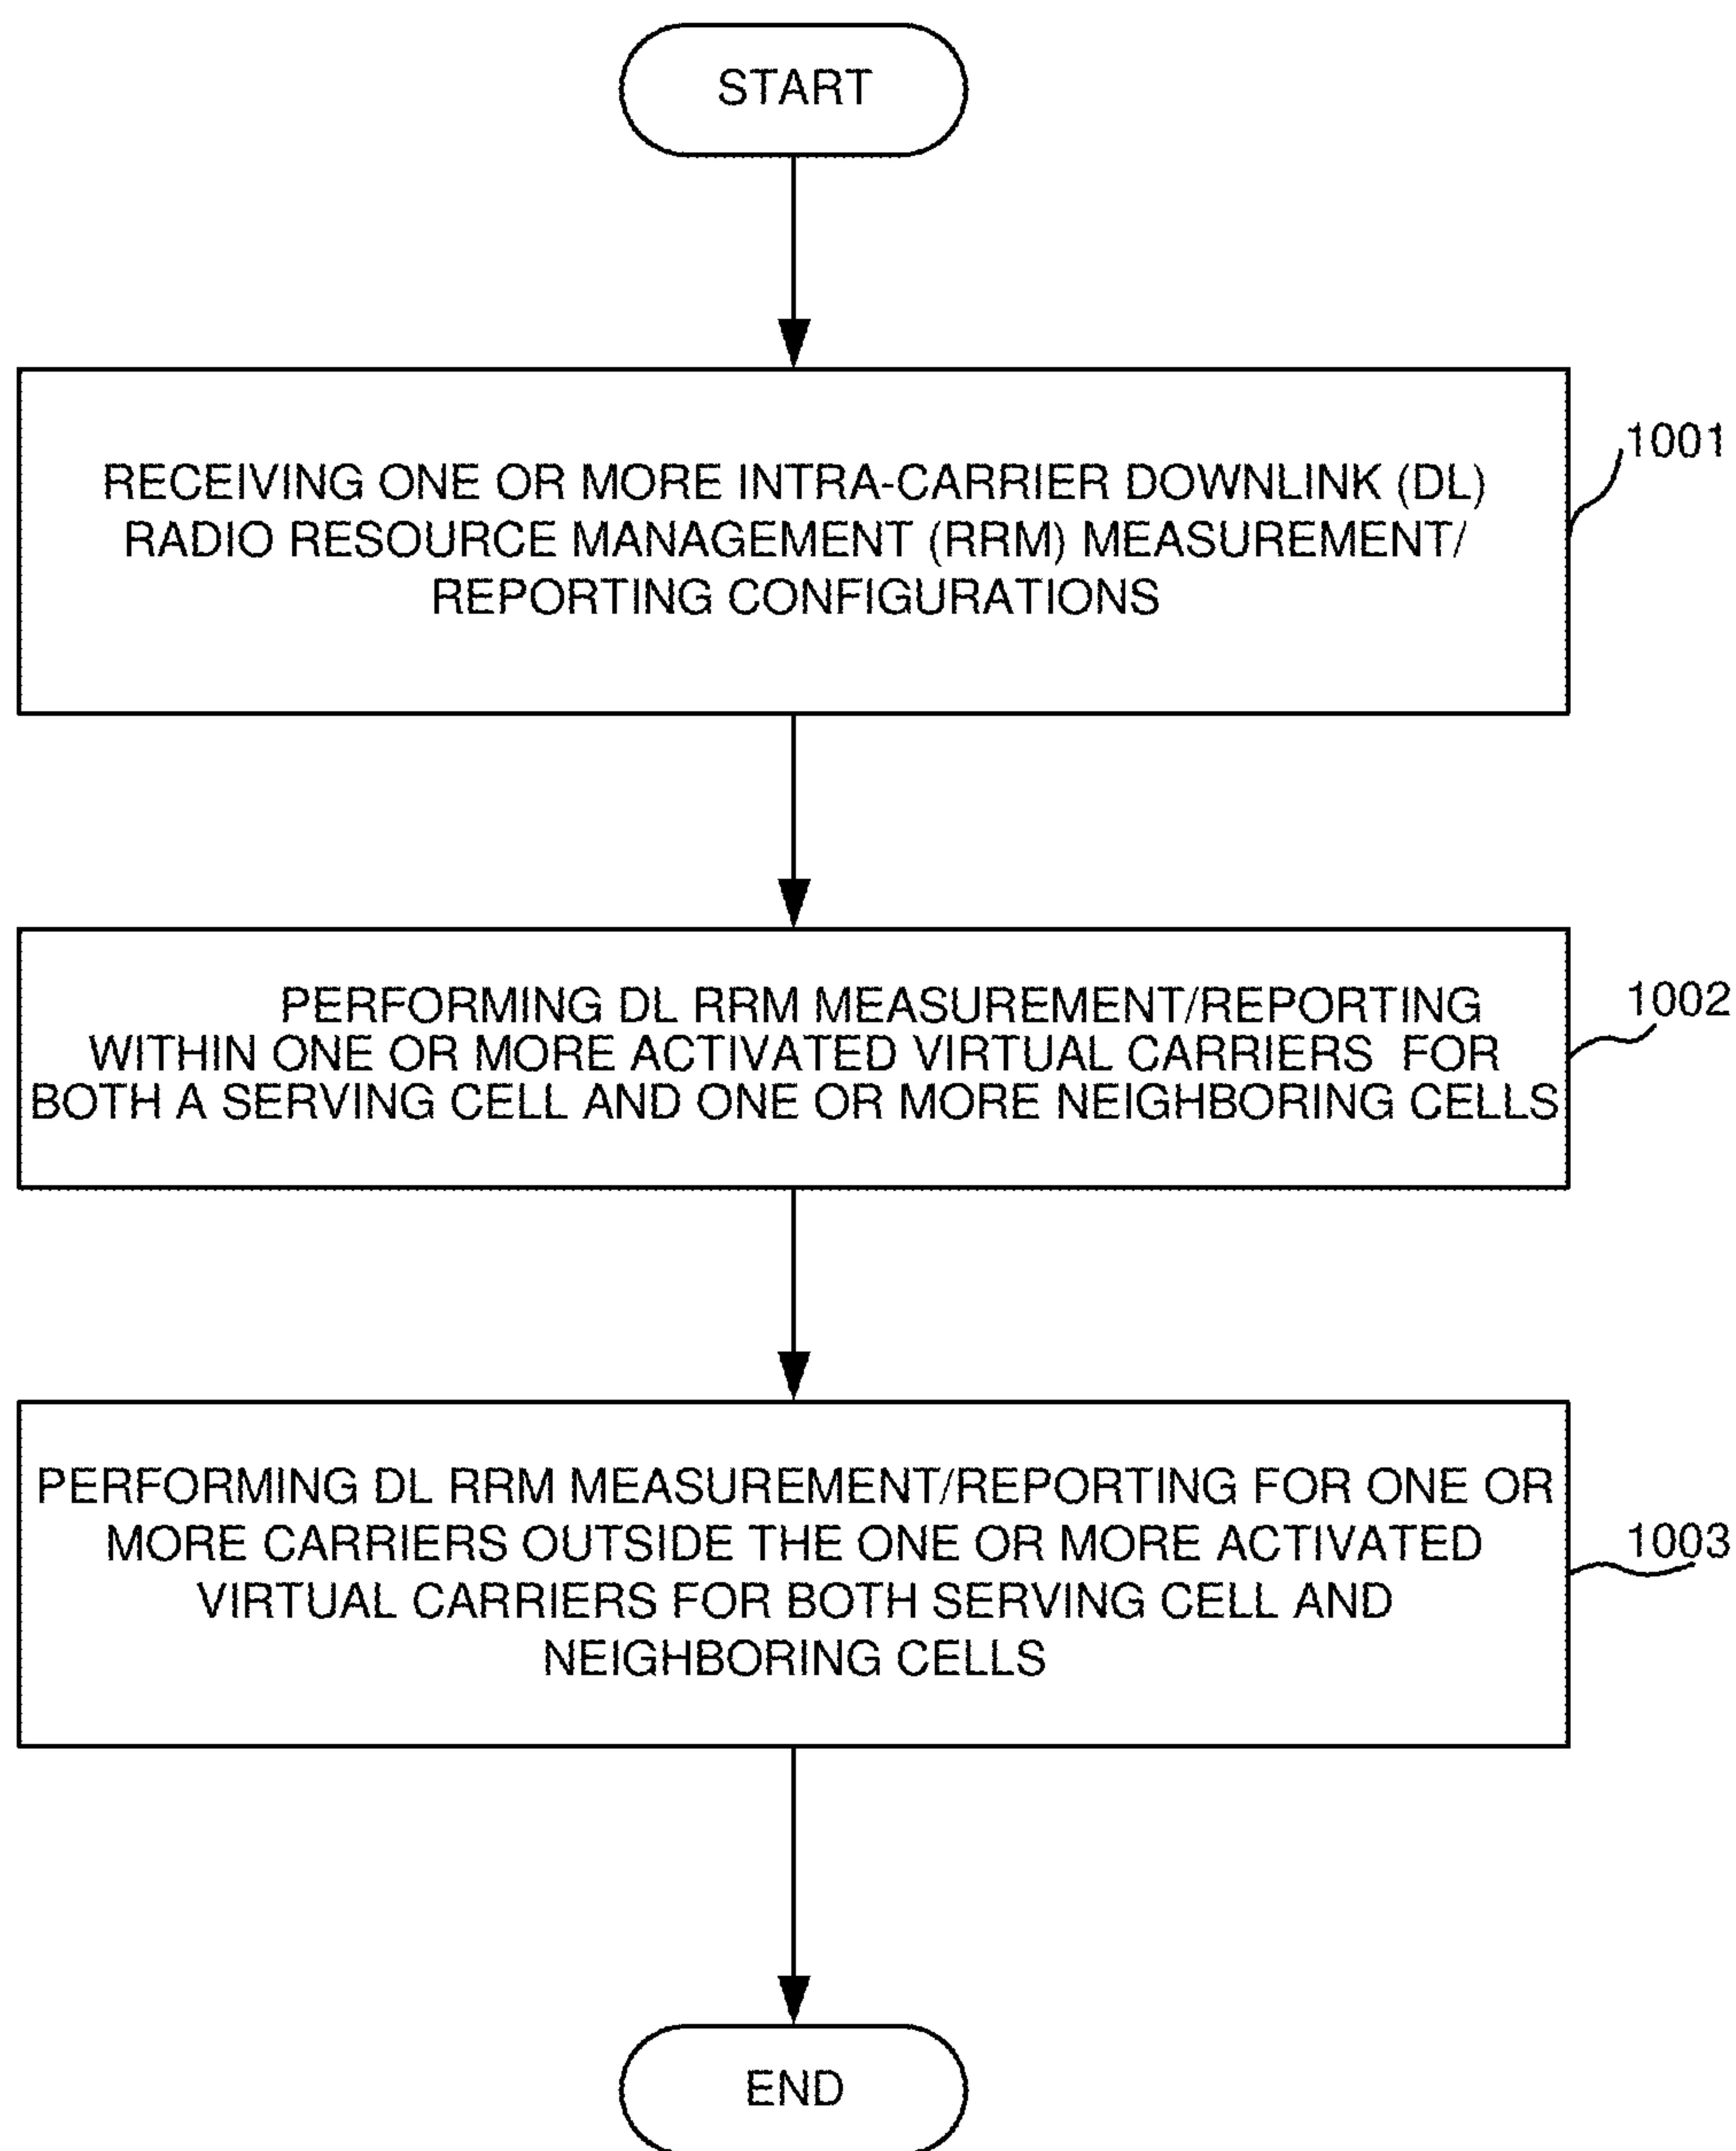 START
RECEIVING ONE OR MORE INTRA-CARRIER DOWNLINK (DL)
RADIO RESOURCE MANAGEMENT (RRM) MEASUREMENT/
REPORTING CONFIGURATIONS
1001
PERFORMING DL RRM MEASUREMENT/REPORTING
WITHIN ONE OR MORE ACTIVATED VIRTUAL CARRIERS FOR
BOTH A SERVING CELL AND ONE OR MORE NEIGHBORING CELLS
1002
PERFORMING DL RRM MEASUREMENT/REPORTING FOR ONE OR
MORE CARRIERS OUTSIDE THE ONE OR MORE ACTIVATED
VIRTUAL CARRIERS FOR BOTH SERVING CELL AND
NEIGHBORING CELLS
1003
END